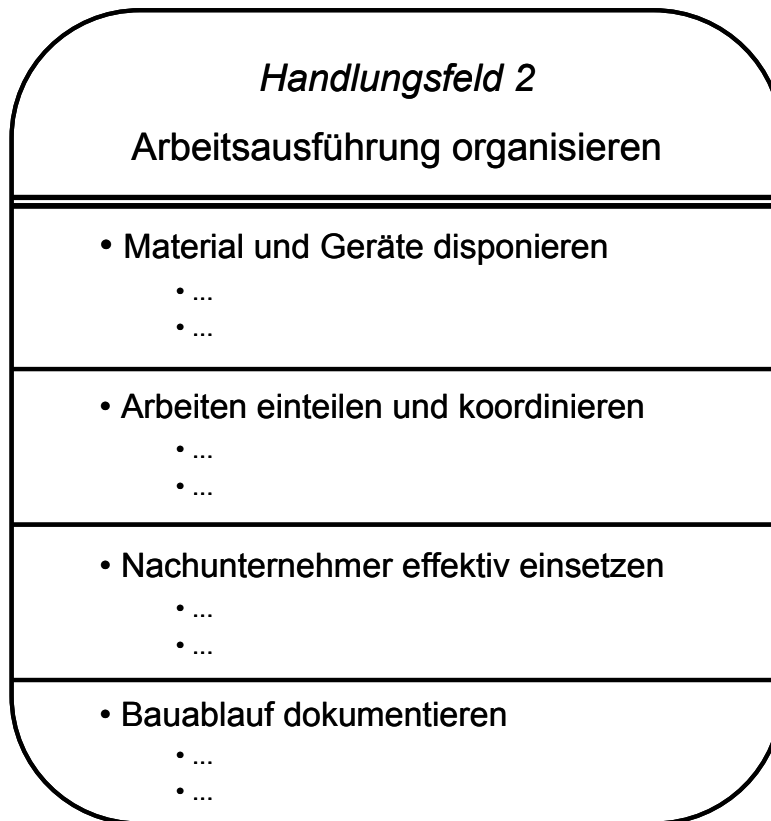 Handlungsfeld 2
Arbeitsausführung organisieren
• Material und Geräte disponieren
• ...
• ...
• Arbeiten einteilen und koordinieren
• ...
• ...
• Nachunternehmer effektiv einsetzen
• ...
• ...
• Bauablauf dokumentieren
• ...
• ...